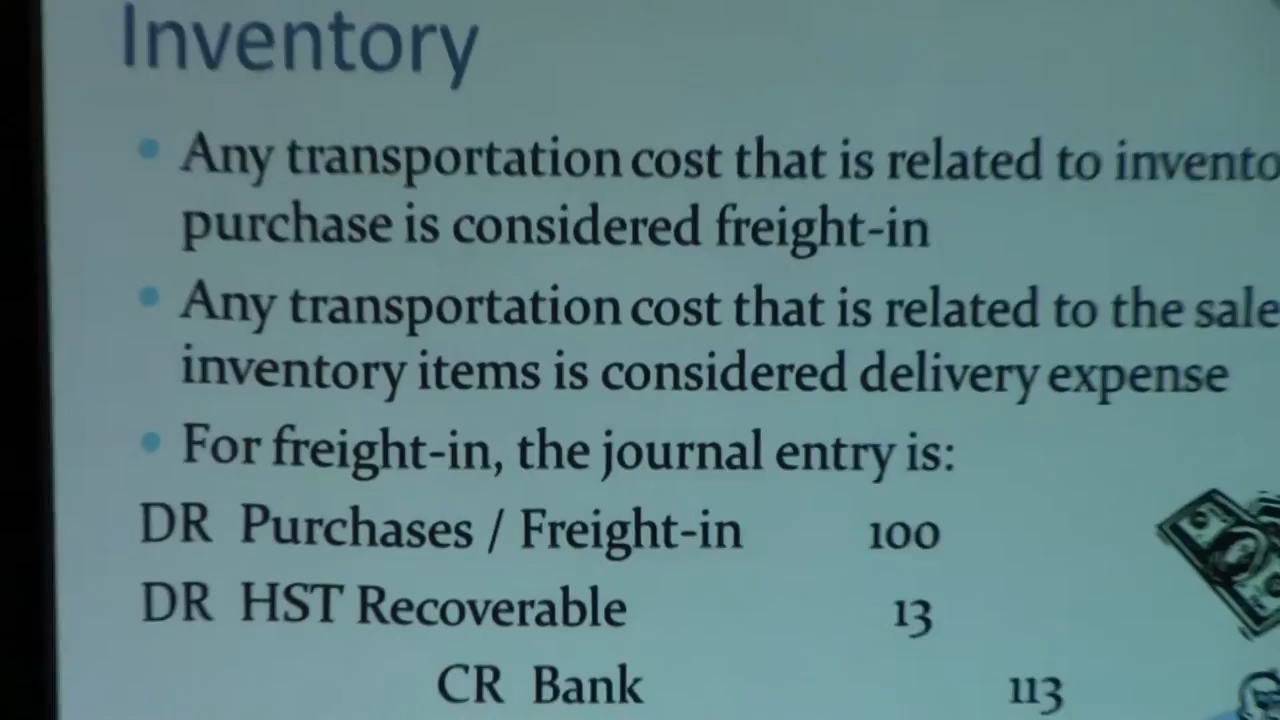 Inventory
• Any transportation cost that is related to
purchase is considered freight-in
• Any transportation cost that is related to the sale
inventory items is considered delivery expense
• For freight-in, the journal entry is:
DR Purchases / Freight-in 100
DR HST Recoverable 13
CR Bank 113